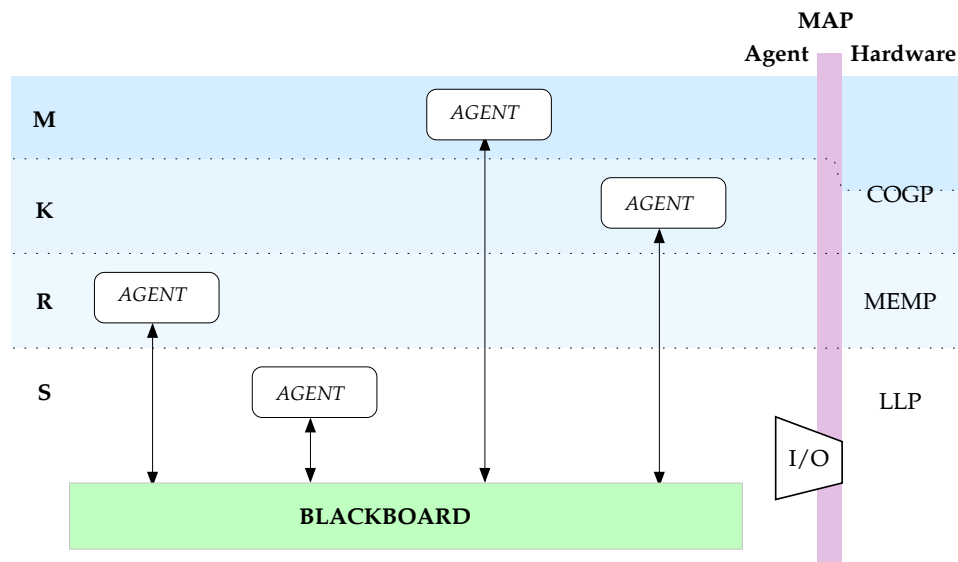 MAP
Agent Hardware
M
AGENT
K
AGENT
COGP
R
AGENT
MEMP
S
AGENT
LLP
I/O
BLACKBOARD